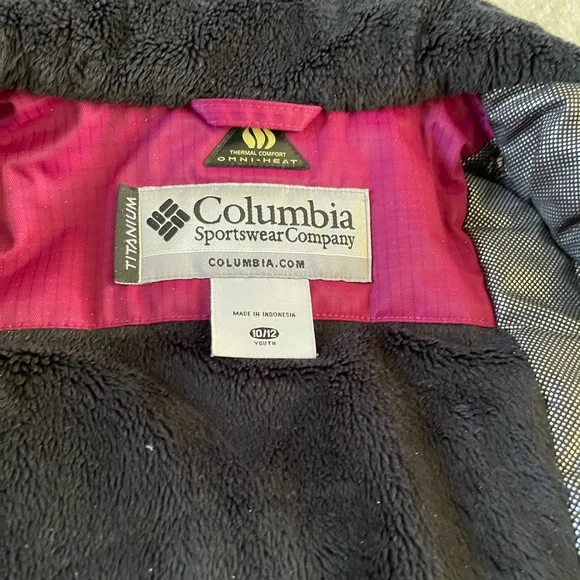 THERMAL COMFORT
OMNI-HEAT
TITANIUM
Columbia
Sportswear Company
COLUMBIA.COM
MADE IN INDONESIA
10/12
YOUTH